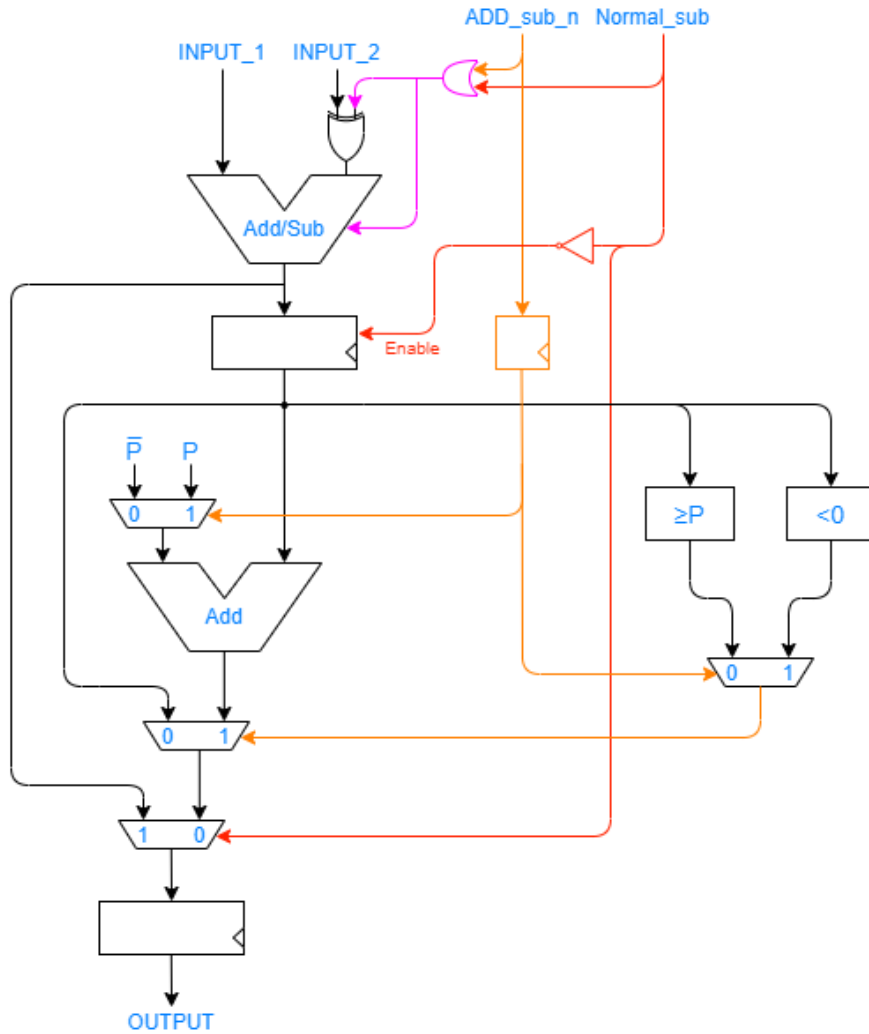 ADD_sub_n Normal_sub
INPUT_1 INPUT_2
Add/Sub
Enable
P̅ P
0 1
≥P <0
Add
0 1
0 1
1 0
OUTPUT